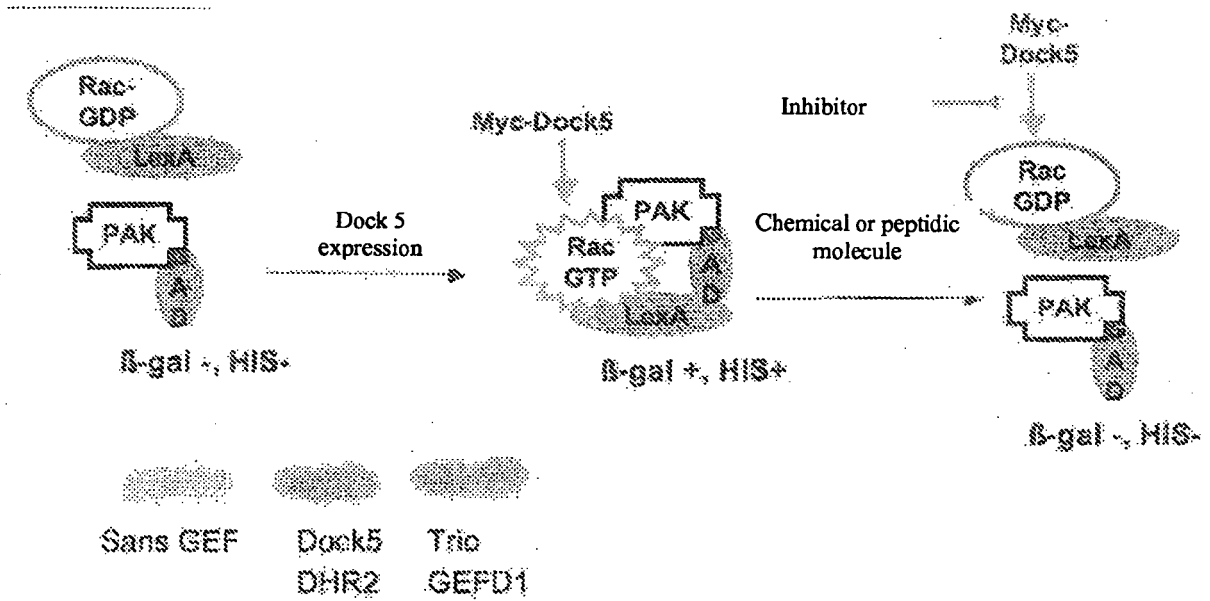 Rac-
GDP
LexA
PAK
A
D
ß-gal -, HIS-
Dock 5
expression
Myc-Dock5
PAK
Rac
GTP
A
D
LexA
ß-gal +, HIS+
Inhibitor
Chemical or peptidic
molecule
Myc-
Dock5
Rac
GDP
LexA
PAK
A
D
ß-gal -, HIS-
Sans GEF
Dock5
DHR2
Trio
GEFD1